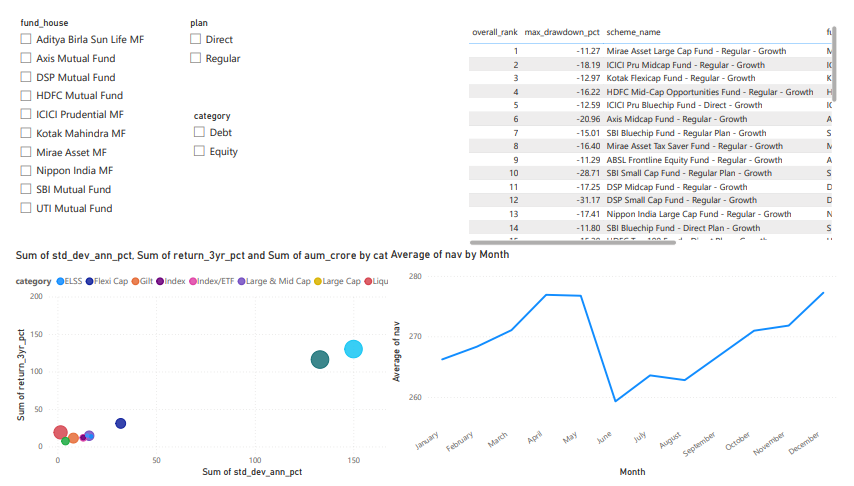 fund_house
Aditya Birla Sun Life MF
Axis Mutual Fund
DSP Mutual Fund
HDFC Mutual Fund
ICICI Prudential MF
Kotak Mahindra MF
Mirae Asset MF
Nippon India MF
SBI Mutual Fund
UTI Mutual Fund
plan
Direct
Regular
category
Debt
Equity
overall_rank max_drawdown_pct scheme_name
1 -11.27 Mirae Asset Large Cap Fund - Regular - Growth
2 -18.19 ICICI Pru Midcap Fund - Regular - Growth
3 -12.97 Kotak Flexicap Fund - Regular - Growth
4 -16.22 HDFC Mid-Cap Opportunities Fund - Regular - Growth
5 -12.59 ICICI Pru Bluechip Fund - Direct - Growth
6 -20.96 Axis Midcap Fund - Regular - Growth
7 -15.01 SBI Bluechip Fund - Regular Plan - Growth
8 -16.40 Mirae Asset Tax Saver Fund - Regular - Growth
9 -11.29 ABSL Frontline Equity Fund - Regular - Growth
10 -28.71 SBI Small Cap Fund - Regular Plan - Growth
11 -17.25 DSP Midcap Fund - Regular - Growth
12 -31.17 DSP Small Cap Fund - Regular - Growth
13 -17.41 Nippon India Large Cap Fund - Regular - Growth
14 -11.80 SBI Bluechip Fund - Direct Plan - Growth
Sum of std_dev_ann_pct, Sum of return_3yr_pct and Sum of aum_crore by cat
category ELSS Flexi Cap Gilt Index Index/ETF Large & Mid Cap Large Cap Liqu
Sum of return_3yr_pct
200
150
100
50
0
0 50 100 150
Sum of std_dev_ann_pct
Average of nav by Month
Average of nav
280
270
260
January February March April May June July August September October November December
Month